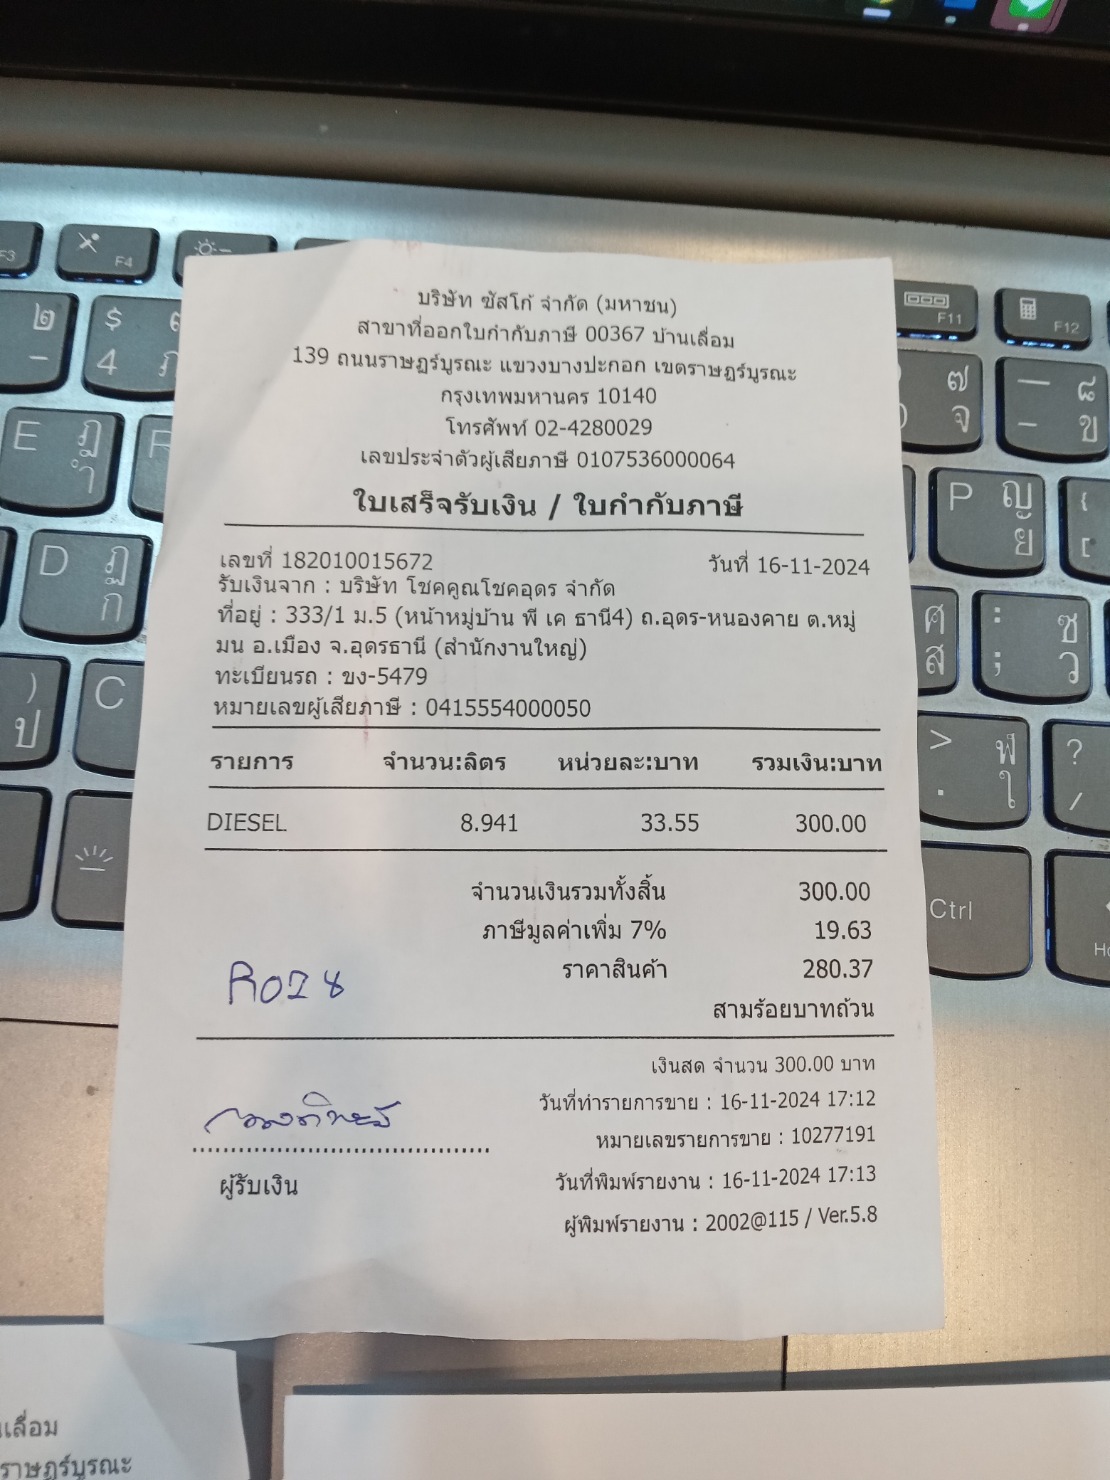 บริษัท ซัสโก้ จำกัด (มหาชน)
สาขาที่ออกใบกำกับภาษี 00367 บ้านเลื่อม
139 ถนนราษฎร์บูรณะ แขวงบางปะกอก เขตราษฎร์บูรณะ
กรุงเทพมหานคร 10140
โทรศัพท์ 02-4280029
เลขประจำตัวผู้เสียภาษี 0107536000064
ใบเสร็จรับเงิน / ใบกำกับภาษี
เลขที่ 182010015672 วันที่ 16-11-2024
รับเงินจาก : บริษัท โชคคูณโชคอุดร จำกัด
ที่อยู่ : 333/1 ม.5 (หน้าหมู่บ้าน พี เค ธานี4) ถ.อุดร-หนองคาย ต.หมู่
มน อ.เมือง จ.อุดรธานี (สำนักงานใหญ่)
ทะเบียนรถ : ขง-5479
หมายเลขผู้เสียภาษี : 0415554000050
รายการ จำนวน:ลิตร หน่วยละ:บาท รวมเงิน:บาท
DIESEL 8.941 33.55 300.00
จำนวนเงินรวมทั้งสิ้น 300.00
ภาษีมูลค่าเพิ่ม 7% 19.63
ราคาสินค้า 280.37
สามร้อยบาทถ้วน
เงินสด จำนวน 300.00 บาท
วันที่ทำรายการขาย : 16-11-2024 17:12
หมายเลขรายการขาย : 10277191
ผู้รับเงิน
วันที่พิมพ์รายงาน : 16-11-2024 17:13
ผู้พิมพ์รายงาน : 2002@115 / Ver.5.8
F3
F4
F11
F12
$
4
E
P
D
C
Ctrl
ราษฎร์บูรณะ